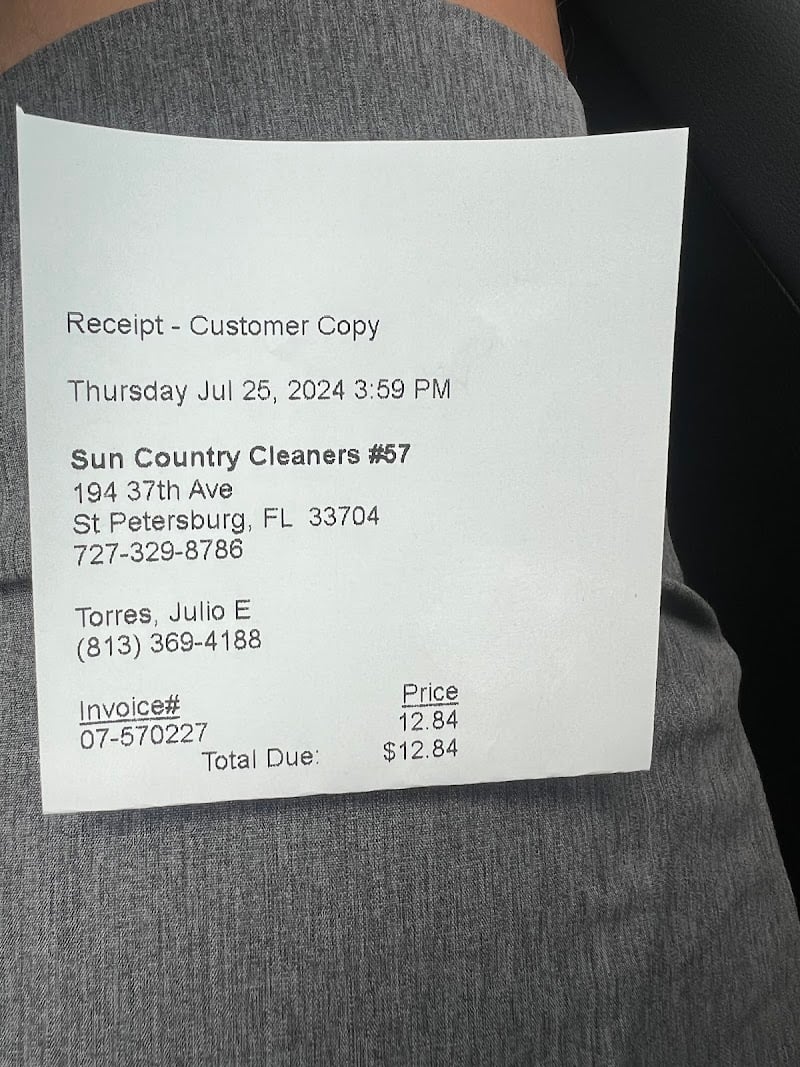 Receipt - Customer Copy
Thursday Jul 25, 2024 3:59 PM
Sun Country Cleaners #57
194 37th Ave
St Petersburg, FL 33704
727-329-8786
Torres, Julio E
(813) 369-4188
Invoice# Price
07-570227 12.84
Total Due: $12.84